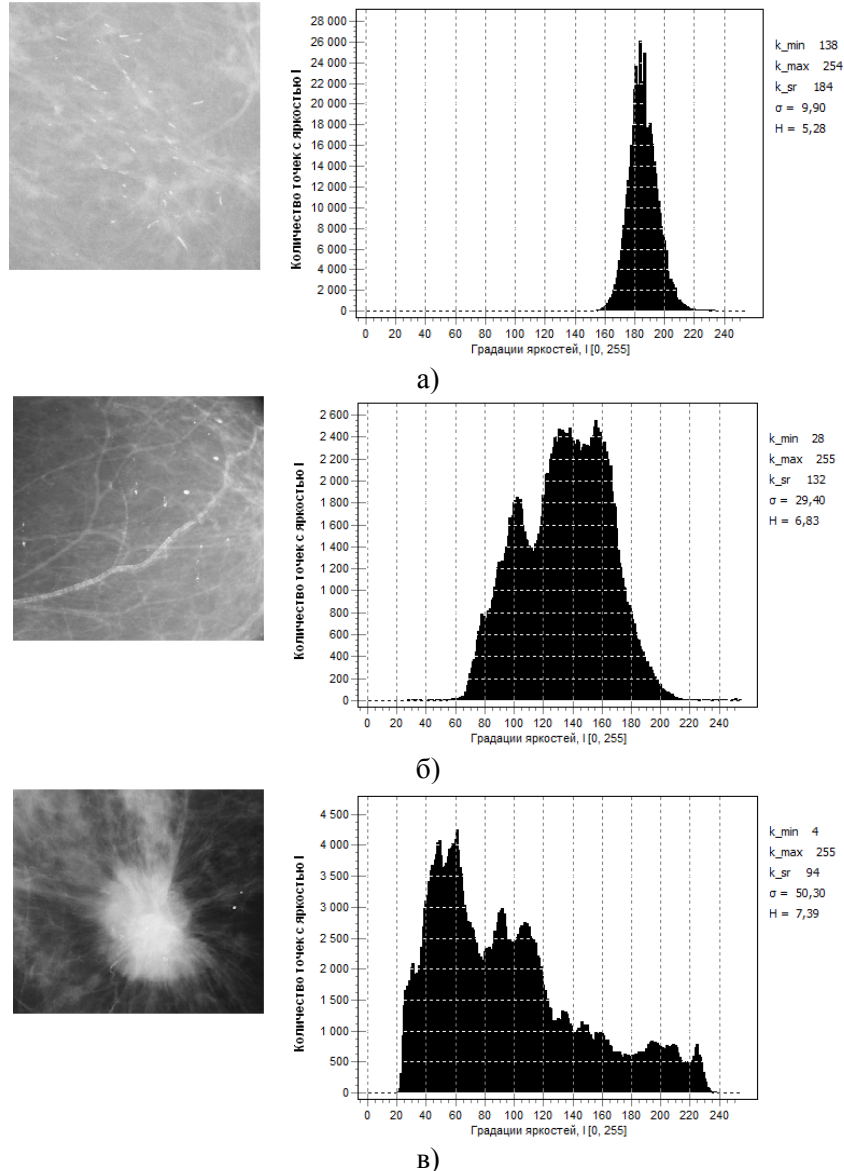 Количество точек с яркостью I
28 000
26 000
24 000
22 000
20 000
18 000
16 000
14 000
12 000
10 000
8 000
6 000
4 000
2 000
0
0 20 40 60 80 100 120 140 160 180 200 220 240
Градации яркостей, I [0, 255]
k_min 138
k_max 254
k_sr 184
σ = 9,90
H = 5,28
а)
Количество точек с яркостью I
2 600
2 400
2 200
2 000
1 800
1 600
1 400
1 200
1 000
800
600
400
200
0
0 20 40 60 80 100 120 140 160 180 200 220 240
Градации яркостей, I [0, 255]
k_min 28
k_max 255
k_sr 132
σ = 29,40
H = 6,83
б)
Количество точек с яркостью I
4 500
4 000
3 500
3 000
2 500
2 000
1 500
1 000
500
0
0 20 40 60 80 100 120 140 160 180 200 220 240
Градации яркостей, I [0, 255]
k_min 4
k_max 255
k_sr 94
σ = 50,30
H = 7,39
в)